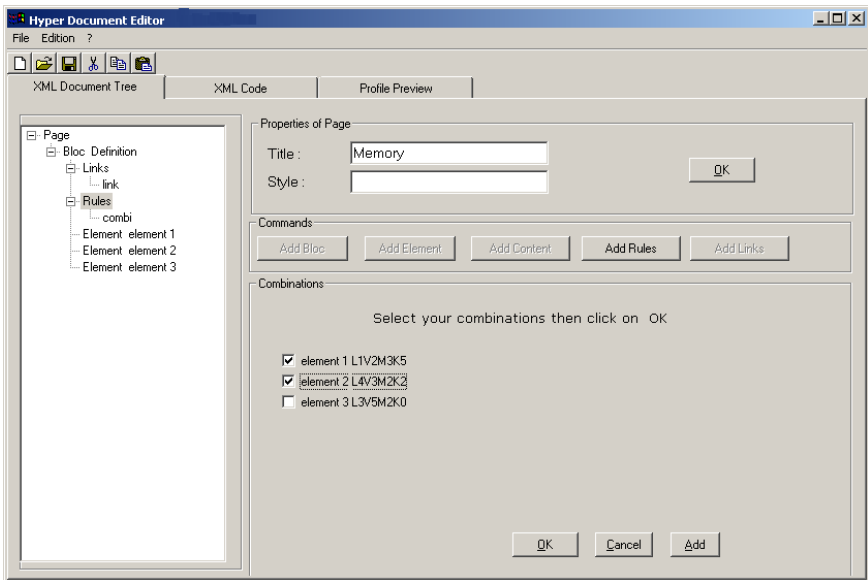 Hyper Document Editor
File Edition ?
XML Document Tree XML Code Profile Preview
Page
Bloc Definition
Links
link
Rules
combi
Element element 1
Element element 2
Element element 3
Properties of Page
Title : Memory
OK
Style :
Commands
Add Bloc Add Element Add Content Add Rules Add Links
Combinations
Select your combinations then click on OK
element 1 L1V2M3K5
element 2 L4V3M2K2
element 3 L3V5M2K0
OK Cancel Add